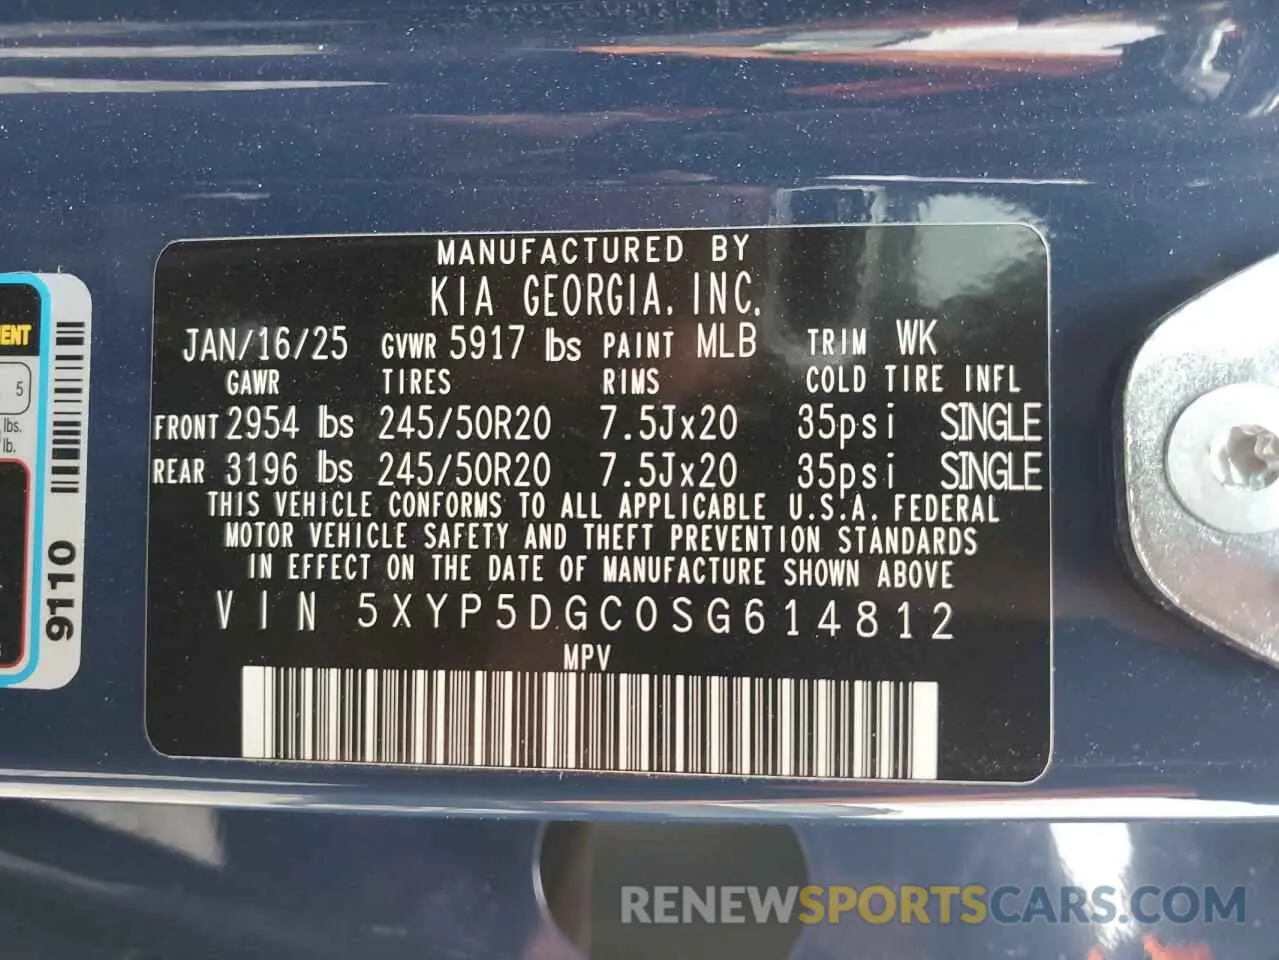 MANUFACTURED BY
KIA GEORGIA, INC.
JAN/16/25 GVWR 5917 lbs PAINT MLB TRIM WK
GAWR TIRES RIMS COLD TIRE INFL
FRONT 2954 lbs 245/50R20 7.5Jx20 35psi SINGLE
REAR 3196 lbs 245/50R20 7.5Jx20 35psi SINGLE
THIS VEHICLE CONFORMS TO ALL APPLICABLE U.S.A. FEDERAL
MOTOR VEHICLE SAFETY AND THEFT PREVENTION STANDARDS
IN EFFECT ON THE DATE OF MANUFACTURE SHOWN ABOVE
VIN 5XYP5DGC0SG614812
MPV
5
lbs.
lb.
9110
RENEWSPORTSCARS.COM